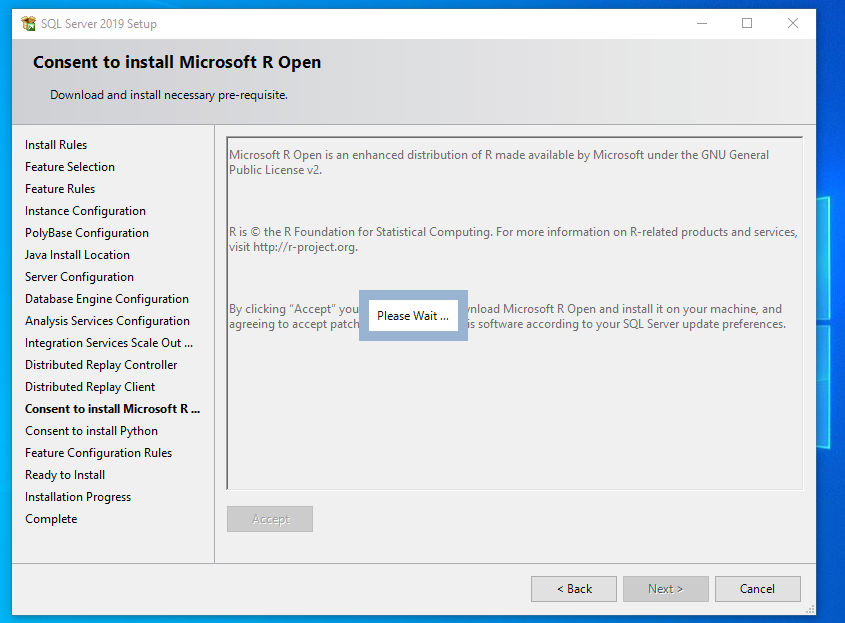 SQL Server 2019 Setup
Consent to install Microsoft R Open
Download and install necessary pre-requisite.
Install Rules
Feature Selection
Feature Rules
Instance Configuration
PolyBase Configuration
Java Install Location
Server Configuration
Database Engine Configuration
Analysis Services Configuration
Integration Services Scale Out ...
Distributed Replay Controller
Distributed Replay Client
Consent to install Microsoft R ...
Consent to install Python
Feature Configuration Rules
Ready to Install
Installation Progress
Complete
Microsoft R Open is an enhanced distribution of R made available by Microsoft under the GNU General
Public License v2.
R is © the R Foundation for Statistical Computing. For more information on R-related products and services,
visit http://r-project.org.
By clicking “Accept” you nload Microsoft R Open and install it on your machine, and
agreeing to accept patch is software according to your SQL Server update preferences.
Please Wait ...
Accept
< Back
Next >
Cancel